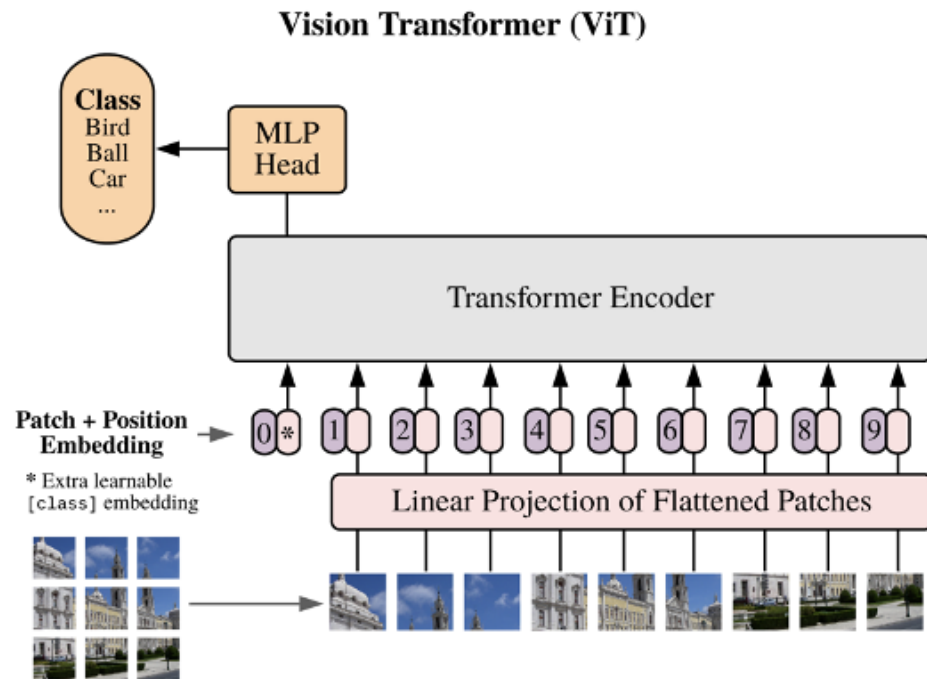 Vision Transformer (ViT)
Class
Bird
Ball
Car
...
MLP
Head
Transformer Encoder
Patch + Position
Embedding
0 * 1 2 3 4 5 6 7 8 9
* Extra learnable
[class] embedding
Linear Projection of Flattened Patches